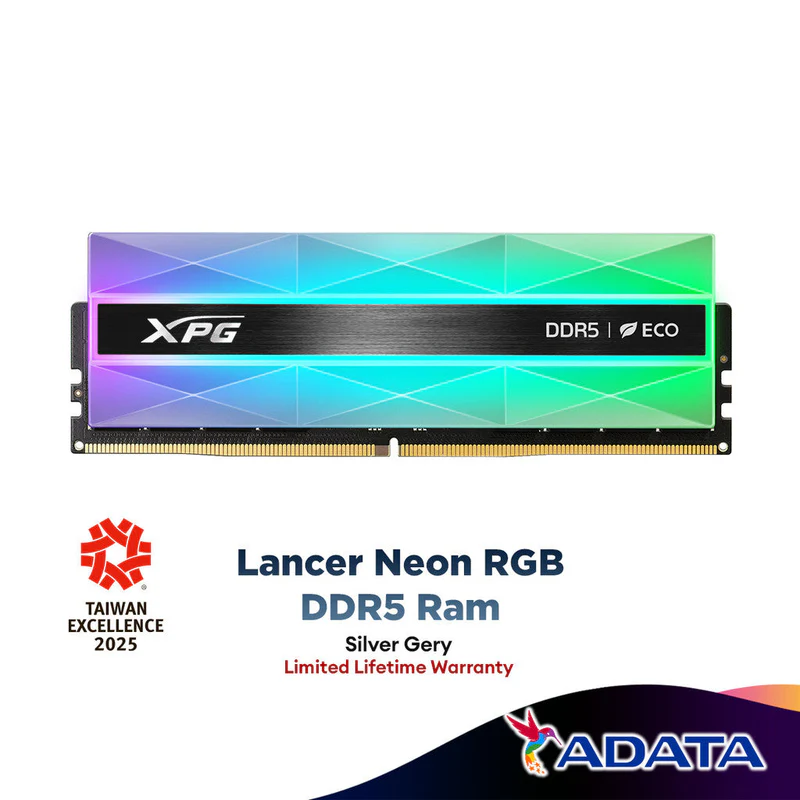 XPG
DDR5 | ECO
Lancer Neon RGB
DDR5 Ram
Silver Gery
Limited Lifetime Warranty
®
TAIWAN
EXCELLENCE
2025
ADATA